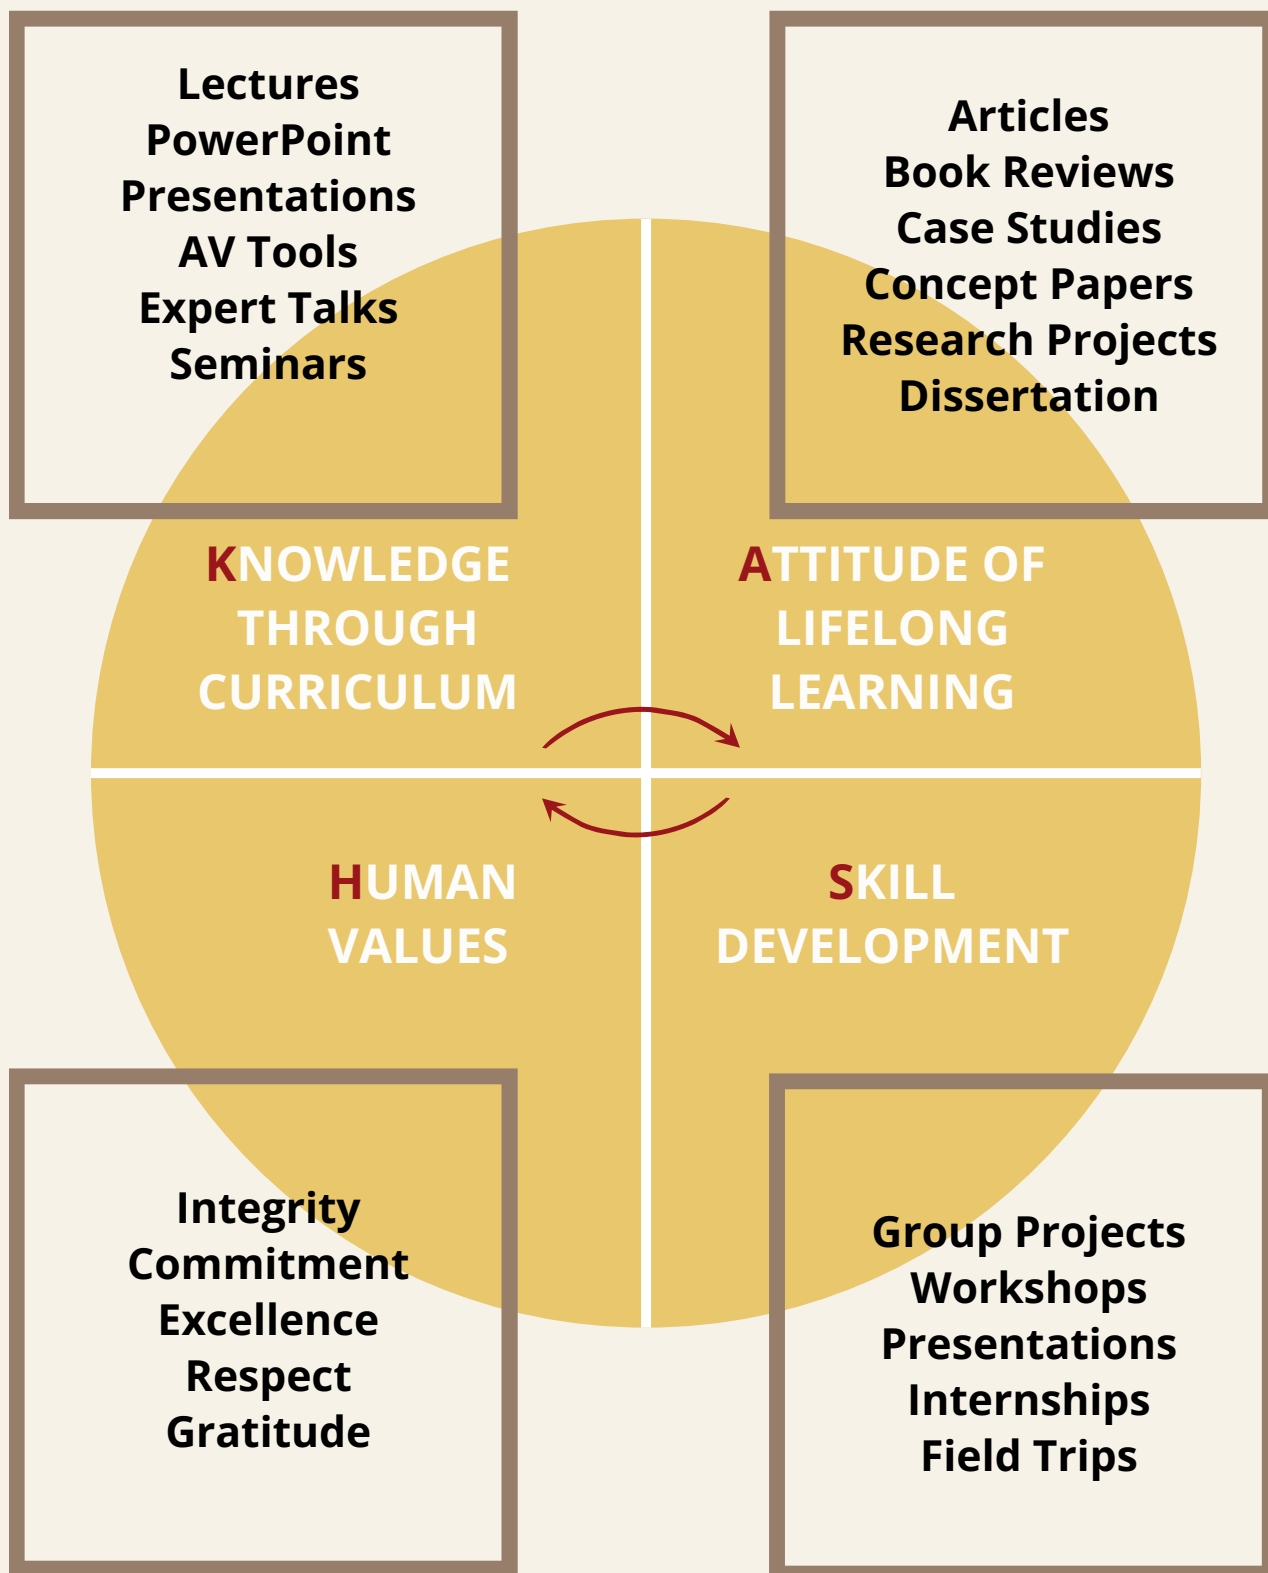 Lectures
PowerPoint
Presentations
AV Tools
Expert Talks
Seminars
Articles
Book Reviews
Case Studies
Concept Papers
Research Projects
Dissertation
KNOWLEDGE
THROUGH
CURRICULUM
ATTITUDE OF
LIFELONG
LEARNING
HUMAN
VALUES
SKILL
DEVELOPMENT
Integrity
Commitment
Excellence
Respect
Gratitude
Group Projects
Workshops
Presentations
Internships
Field Trips